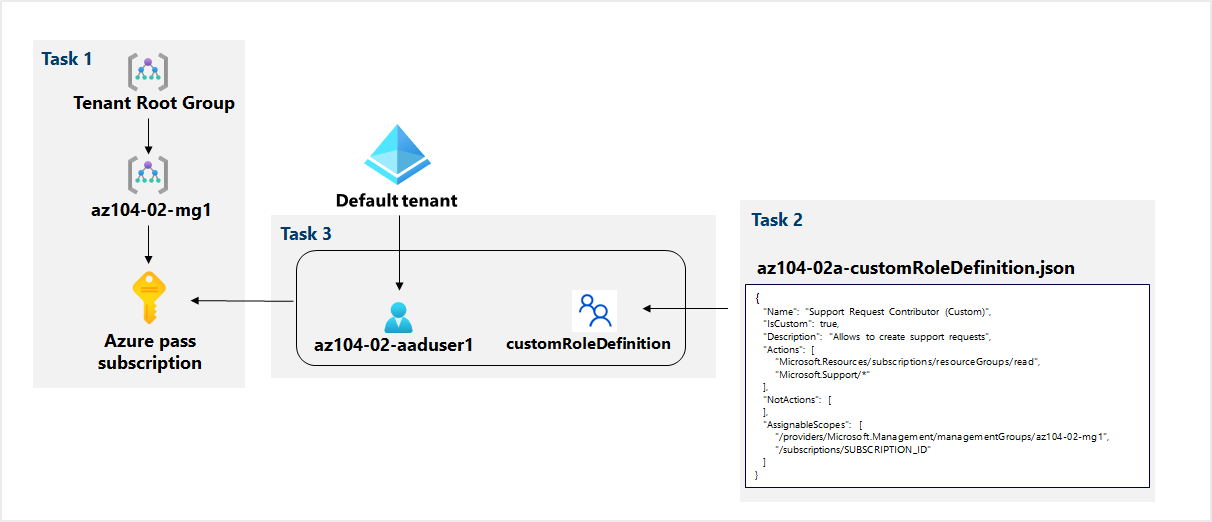 Task 1
Tenant Root Group
az104-02-mg1
Azure pass
subscription
Default tenant
Task 3
az104-02-aaduser1
customRoleDefinition
Task 2
az104-02a-customRoleDefinition.json
{
"Name": "Support Request Contributor (Custom)",
"IsCustom": true,
"Description": "Allows to create support requests",
"Actions": [
"Microsoft.Resources/subscriptions/resourceGroups/read",
"Microsoft.Support/*"
],
"NotActions": [
],
"AssignableScopes": [
"/providers/Microsoft.Management/managementGroups/az104-02-mg1",
"/subscriptions/SUBSCRIPTION_ID"
]
}